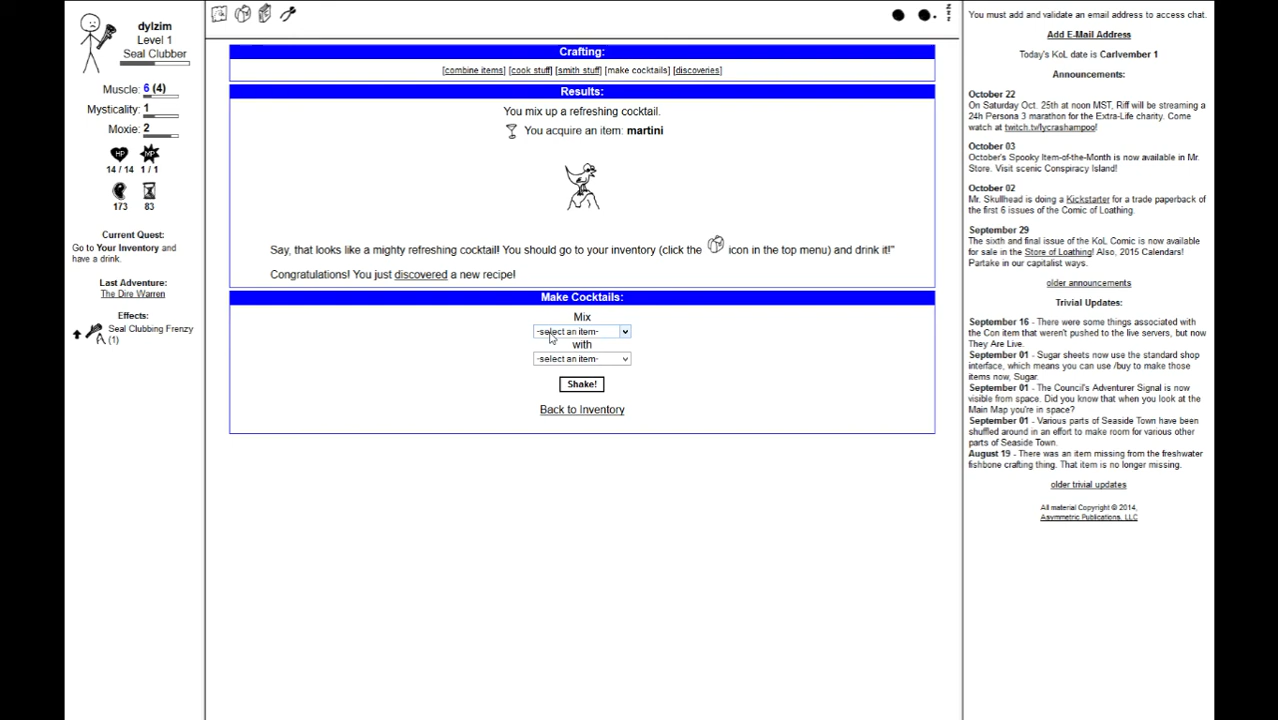 dylzim
Level 1
Seal Clubber
Muscle: 6 (4)
Mysticality: 1
Moxie: 2
HP
MP
14 / 14 1 / 1
173 83
Current Quest:
Go to Your Inventory and
have a drink.
Last Adventure:
The Dire Warren
Effects:
Seal Clubbing Frenzy
(1)
Crafting:
[combine items] [cook stuff] [smith stuff] [make cocktails] [discoveries]
Results:
You mix up a refreshing cocktail.
You acquire an item: martini
Say, that looks like a mighty refreshing cocktail! You should go to your inventory (click the icon in the top menu) and drink it!"
Congratulations! You just discovered a new recipe!
Make Cocktails:
Mix
-select an item-
with
-select an item-
Shake!
Back to Inventory
You must add and validate an email address to access chat.
Add E-Mail Address
Today's KoL date is Carlvember 1
Announcements:
October 22
On Saturday Oct. 25th at noon MST, Riff will be streaming a
24h Persona 3 marathon for the Extra-Life charity. Come
watch at twitch.tv/lycrashampoo!
October 03
October's Spooky Item-of-the-Month is now available in Mr.
Store. Visit scenic Conspiracy Island!
October 02
Mr. Skullhead is doing a Kickstarter for a trade paperback of
the first 6 issues of the Comic of Loathing.
September 29
The sixth and final issue of the KoL Comic is now available
for sale in the Store of Loathing! Also, 2015 Calendars!
Partake in our capitalist ways.
older announcements
Trivial Updates:
September 16 - There were some things associated with
the Con item that weren't pushed to the live servers, but now
They Are Live.
September 01 - Sugar sheets now use the standard shop
interface, which means you can use /buy to make those
items now, Sugar.
September 01 - The Council's Adventurer Signal is now
visible from space. Did you know that when you look at the
Main Map you're in space?
September 01 - Various parts of Seaside Town have been
shuffled around in an effort to make room for various other
parts of Seaside Town.
August 19 - There was an item missing from the freshwater
fishbone crafting thing. That item is no longer missing.
older trivial updates
All material Copyright © 2014,
Asymmetric Publications, LLC